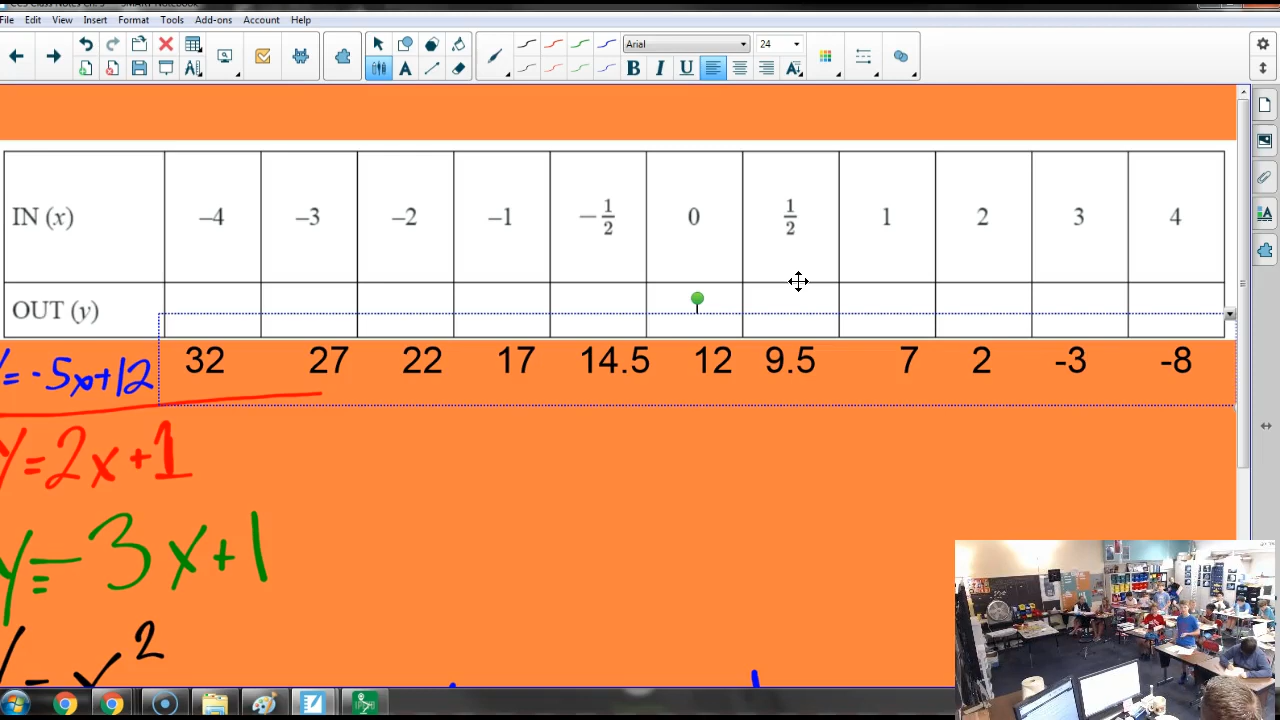 File Edit View Insert Format Tools Add-ons Account Help
Arial 24
B I U A
IN (x) –4 –3 –2 –1 –1/2 0 1/2 1 2 3 4
OUT (y)
y=-5x+12 32 27 22 17 14.5 12 9.5 7 2 -3 -8
y=2x+1
y=-3x+1
y=x²